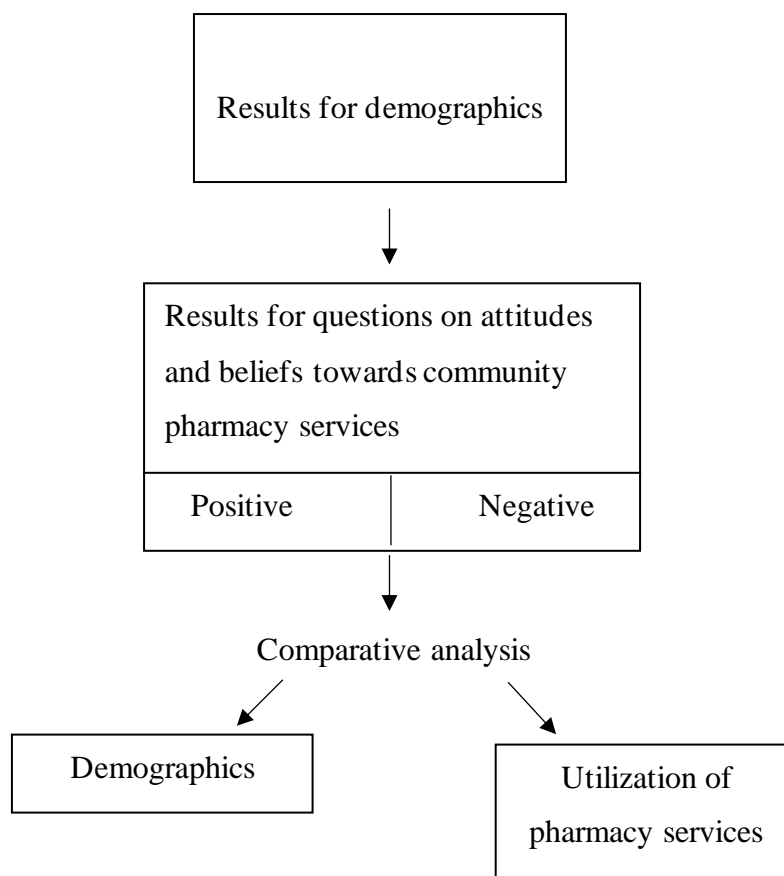 Results for demographics
Results for questions on attitudes
and beliefs towards community
pharmacy services
Positive
Negative
Comparative analysis
Demographics
Utilization of
pharmacy services